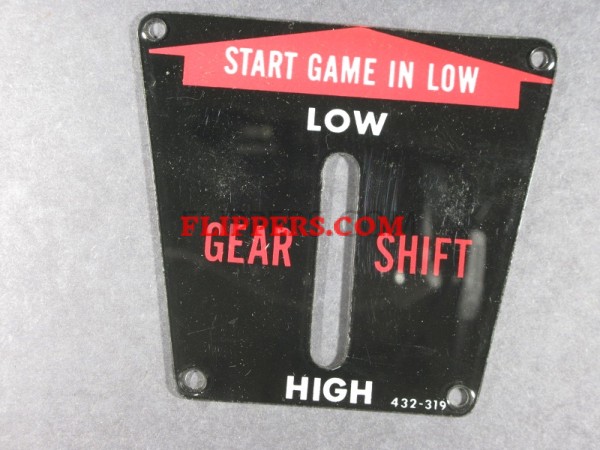 START GAME IN LOW
LOW
FLIPPERS.COM
GEAR SHIFT
HIGH
432-319